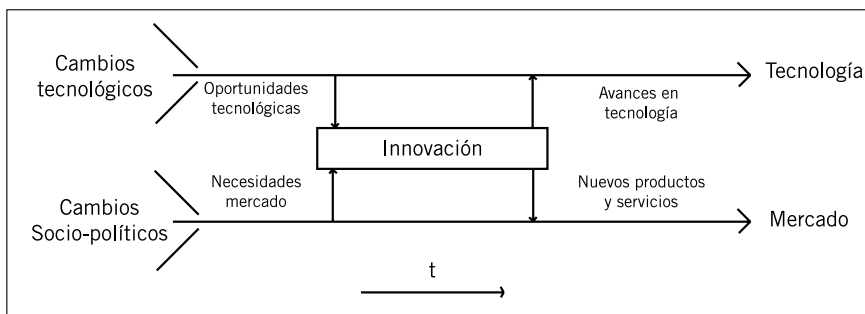 Cambios
tecnológicos
Oportunidades
tecnológicas
Avances en
tecnología
Tecnología
Innovación
Cambios
Socio-políticos
Necesidades
mercado
Nuevos productos
y servicios
Mercado
t